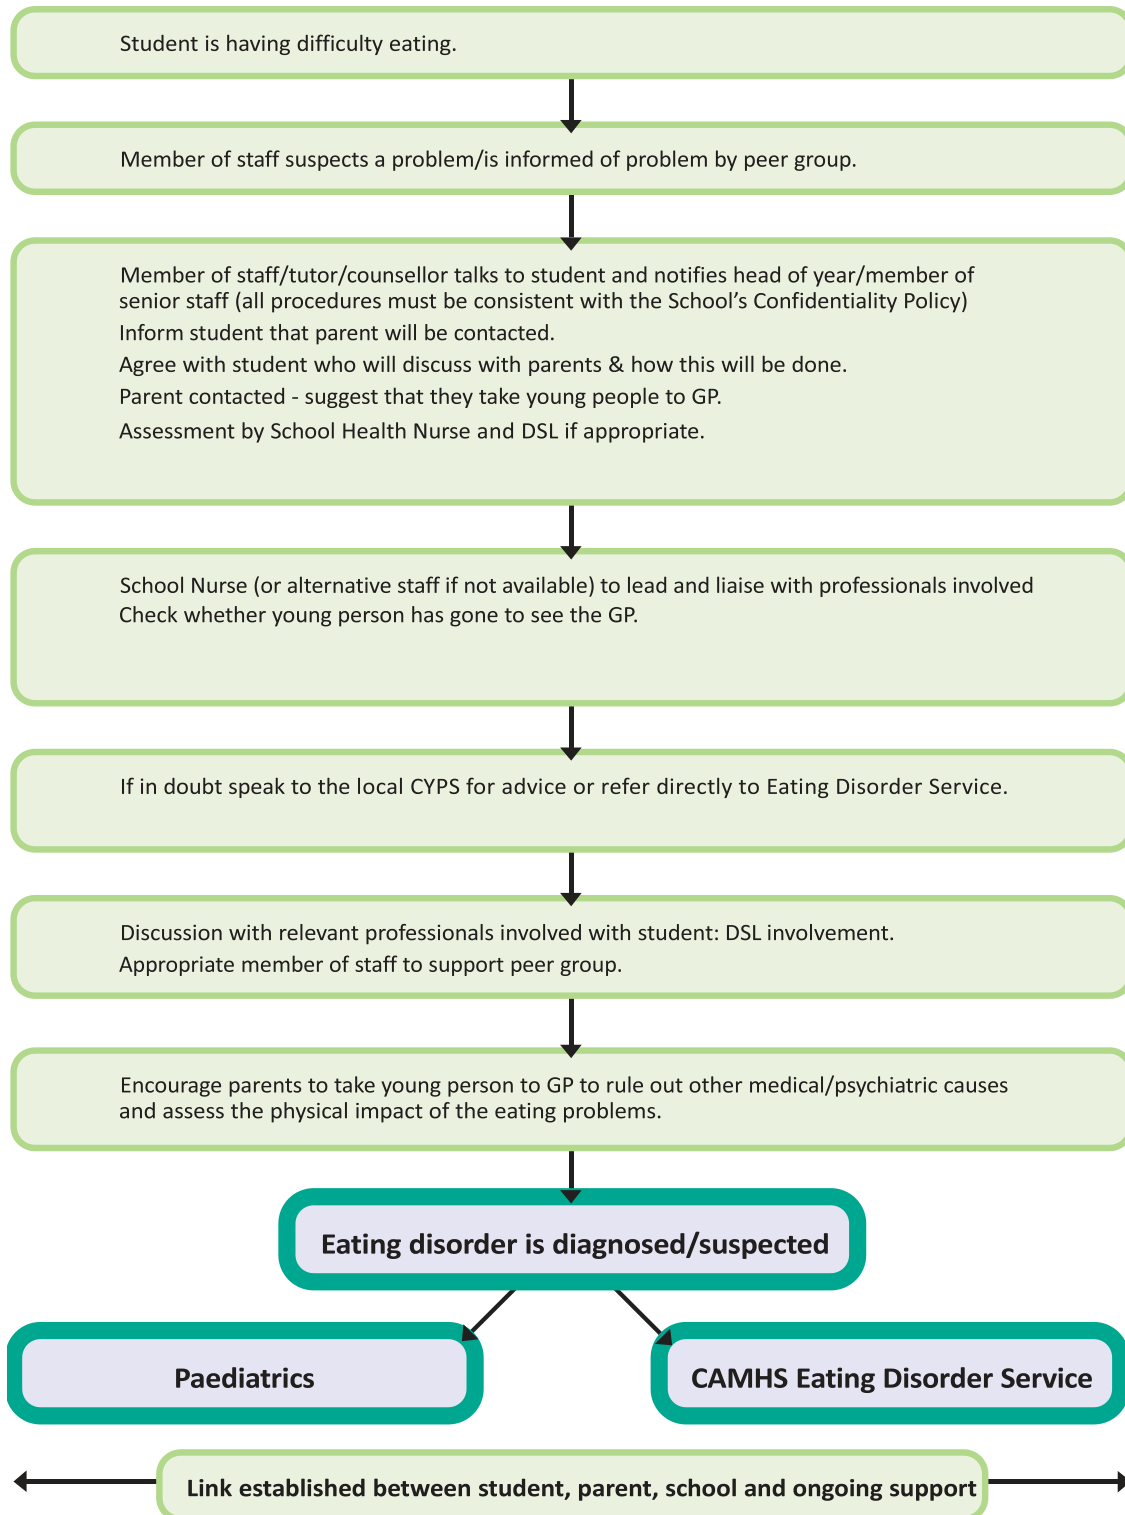 Student is having difficulty eating.
Member of staff suspects a problem/is informed of problem by peer group.
Member of staff/tutor/counsellor talks to student and notifies head of year/member of
senior staff (all procedures must be consistent with the School’s Confidentiality Policy)
Inform student that parent will be contacted.
Agree with student who will discuss with parents & how this will be done.
Parent contacted - suggest that they take young people to GP.
Assessment by School Health Nurse and DSL if appropriate.
School Nurse (or alternative staff if not available) to lead and liaise with professionals involved
Check whether young person has gone to see the GP.
If in doubt speak to the local CYPS for advice or refer directly to Eating Disorder Service.
Discussion with relevant professionals involved with student: DSL involvement.
Appropriate member of staff to support peer group.
Encourage parents to take young person to GP to rule out other medical/psychiatric causes
and assess the physical impact of the eating problems.
Eating disorder is diagnosed/suspected
Paediatrics
CAMHS Eating Disorder Service
Link established between student, parent, school and ongoing support